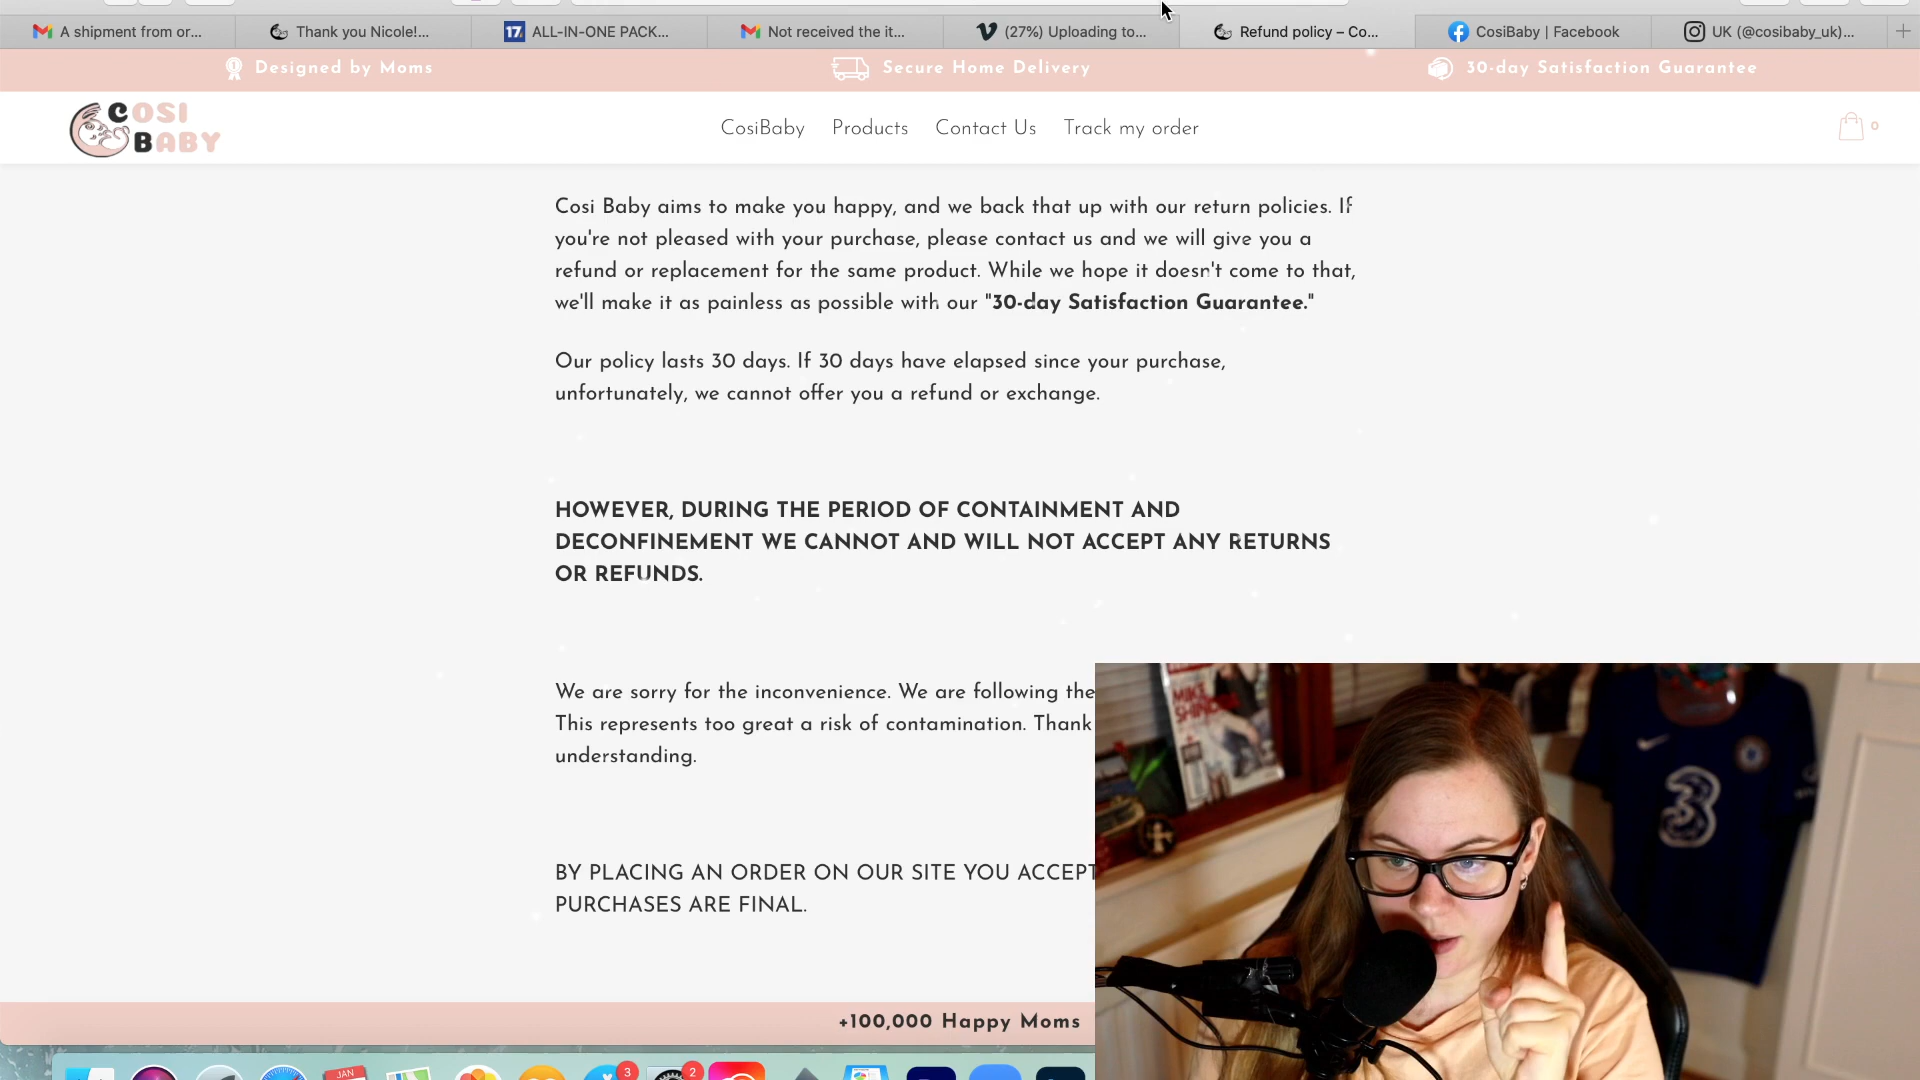 A shipment from or...
Thank you Nicole!...
17
ALL-IN-ONE PACK...
Not received the it...
(27%) Uploading to...
Refund policy – Co...
CosiBaby | Facebook
UK (@cosibaby_uk)...
Designed by Moms
Secure Home Delivery
30-day Satisfaction Guarantee
COSI
BABY
CosiBaby
Products
Contact Us
Track my order
0
Cosi Baby aims to make you happy, and we back that up with our return policies. If
you're not pleased with your purchase, please contact us and we will give you a
refund or replacement for the same product. While we hope it doesn't come to that,
we'll make it as painless as possible with our "30-day Satisfaction Guarantee."
Our policy lasts 30 days. If 30 days have elapsed since your purchase,
unfortunately, we cannot offer you a refund or exchange.
HOWEVER, DURING THE PERIOD OF CONTAINMENT AND
DECONFINEMENT WE CANNOT AND WILL NOT ACCEPT ANY RETURNS
OR REFUNDS.
We are sorry for the inconvenience. We are following the
This represents too great a risk of contamination. Thank
understanding.
BY PLACING AN ORDER ON OUR SITE YOU ACCEPT
PURCHASES ARE FINAL.
+100,000 Happy Moms
MIKE
SHINODA
3
JAN
3
2